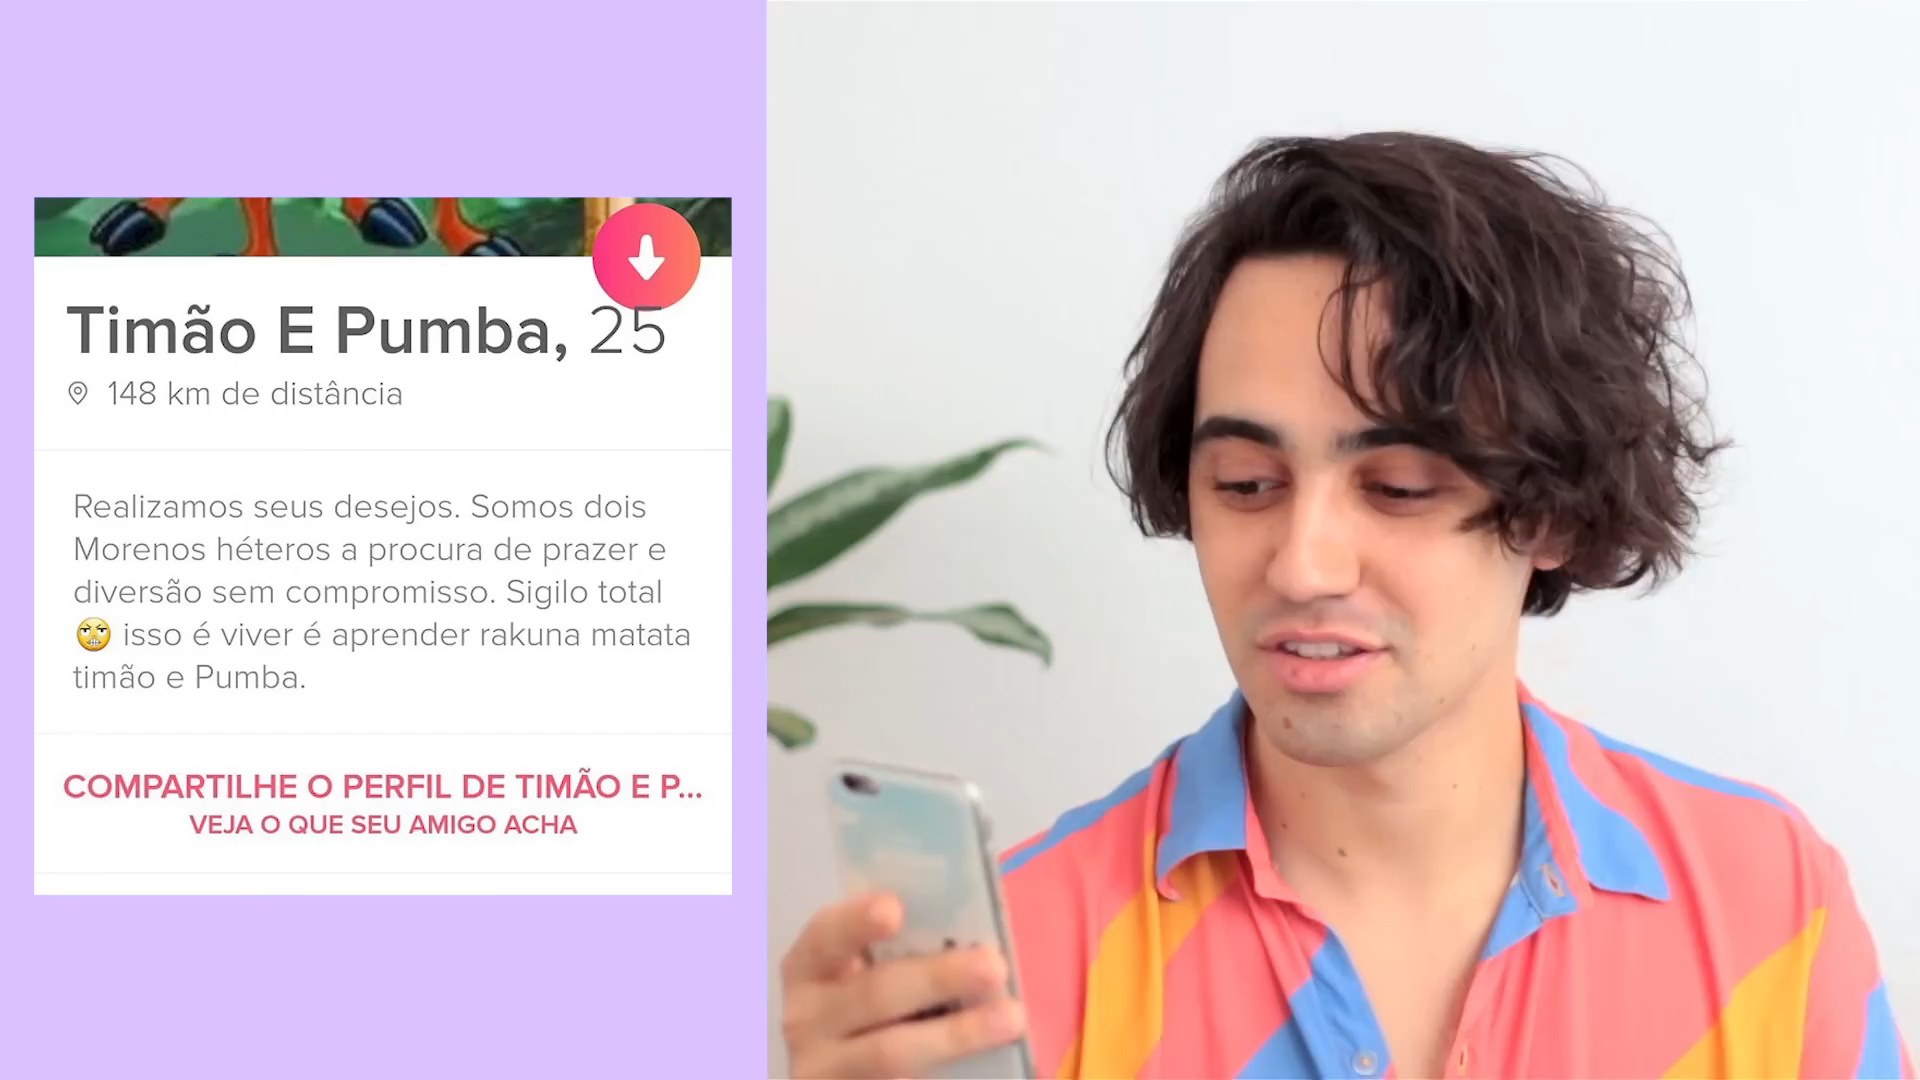 Timão E Pumba, 25
148 km de distância
Realizamos seus desejos. Somos dois
Morenos héteros a procura de prazer e
diversão sem compromisso. Sigilo total
isso é viver é aprender rakuna matata
timão e Pumba.
COMPARTILHE O PERFIL DE TIMÃO E P...
VEJA O QUE SEU AMIGO ACHA